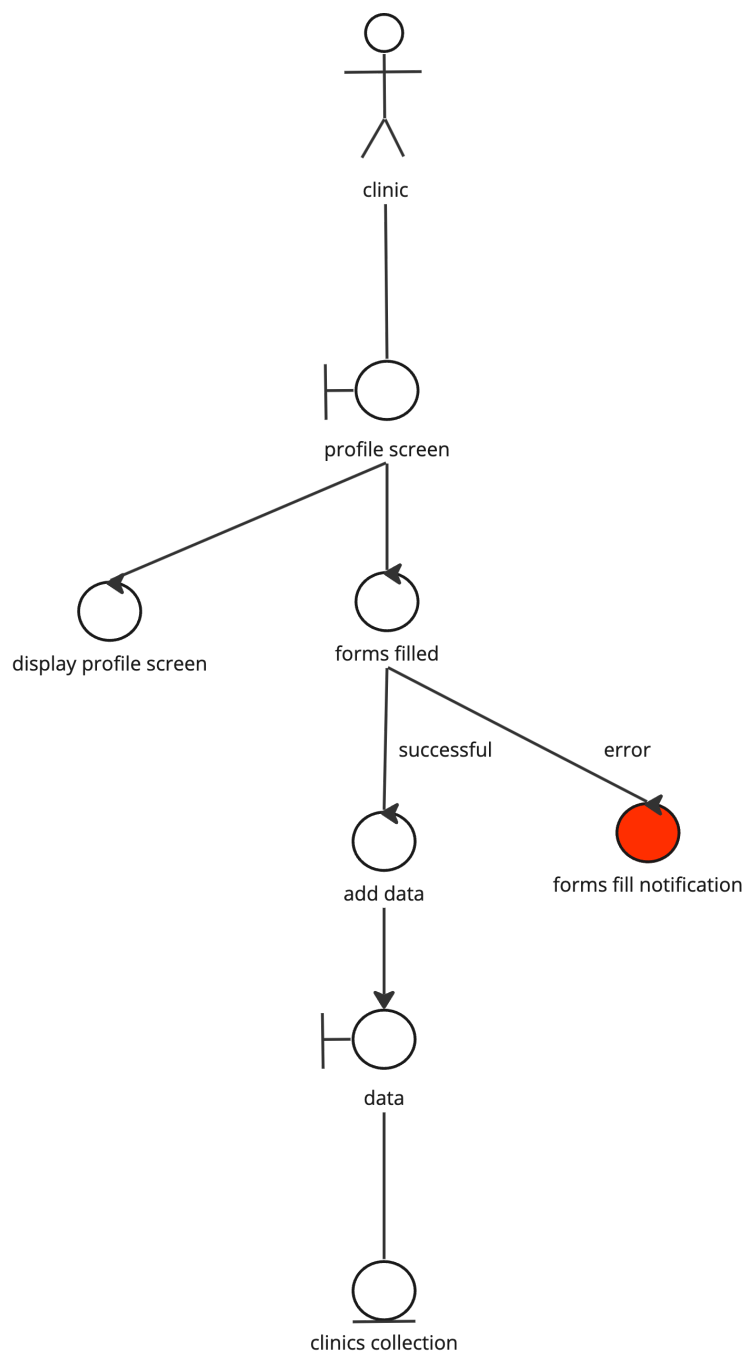 clinic
profile screen
display profile screen
forms filled
successful
error
add data
forms fill notification
data
clinics collection